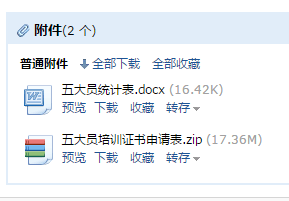 附件(2 个)
普通附件 全部下载 全部收藏
五大员统计表.docx (16.42K)
预览 下载 收藏 转存
五大员培训证书申请表.zip (17.36M)
预览 下载 收藏 转存